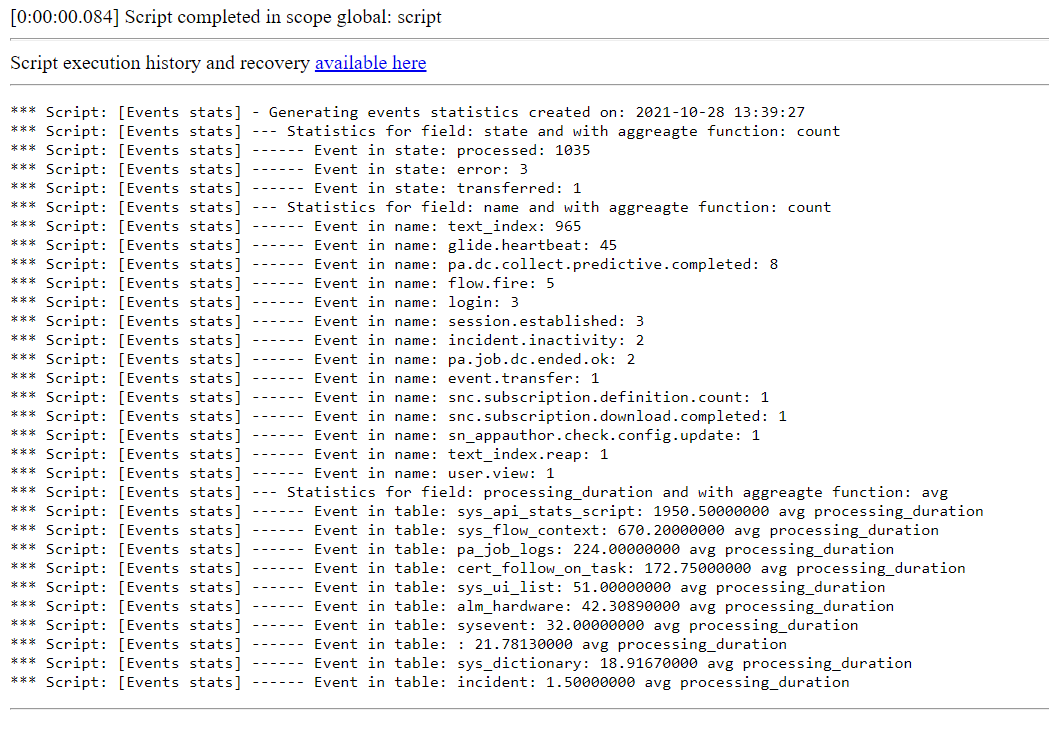 [0:00:00.084] Script completed in scope global: script
Script execution history and recovery available here
*** Script: [Events stats] - Generating events statistics created on: 2021-10-28 13:39:27
*** Script: [Events stats] --- Statistics for field: state and with aggreagte function: count
*** Script: [Events stats] ------ Event in state: processed: 1035
*** Script: [Events stats] ------ Event in state: error: 3
*** Script: [Events stats] ------ Event in state: transferred: 1
*** Script: [Events stats] --- Statistics for field: name and with aggreagte function: count
*** Script: [Events stats] ------ Event in name: text_index: 965
*** Script: [Events stats] ------ Event in name: glide.heartbeat: 45
*** Script: [Events stats] ------ Event in name: pa.dc.collect.predictive.completed: 8
*** Script: [Events stats] ------ Event in name: flow.fire: 5
*** Script: [Events stats] ------ Event in name: login: 3
*** Script: [Events stats] ------ Event in name: session.established: 3
*** Script: [Events stats] ------ Event in name: incident.inactivity: 2
*** Script: [Events stats] ------ Event in name: pa.job.dc.ended.ok: 2
*** Script: [Events stats] ------ Event in name: event.transfer: 1
*** Script: [Events stats] ------ Event in name: snc.subscription.definition.count: 1
*** Script: [Events stats] ------ Event in name: snc.subscription.download.completed: 1
*** Script: [Events stats] ------ Event in name: sn_appauthor.check.config.update: 1
*** Script: [Events stats] ------ Event in name: text_index.reap: 1
*** Script: [Events stats] ------ Event in name: user.view: 1
*** Script: [Events stats] --- Statistics for field: processing_duration and with aggreagte function: avg
*** Script: [Events stats] ------ Event in table: sys_api_stats_script: 1950.50000000 avg processing_duration
*** Script: [Events stats] ------ Event in table: sys_flow_context: 670.20000000 avg processing_duration
*** Script: [Events stats] ------ Event in table: pa_job_logs: 224.00000000 avg processing_duration
*** Script: [Events stats] ------ Event in table: cert_follow_on_task: 172.75000000 avg processing_duration
*** Script: [Events stats] ------ Event in table: sys_ui_list: 51.00000000 avg processing_duration
*** Script: [Events stats] ------ Event in table: alm_hardware: 42.30890000 avg processing_duration
*** Script: [Events stats] ------ Event in table: sysevent: 32.00000000 avg processing_duration
*** Script: [Events stats] ------ Event in table: : 21.78130000 avg processing_duration
*** Script: [Events stats] ------ Event in table: sys_dictionary: 18.91670000 avg processing_duration
*** Script: [Events stats] ------ Event in table: incident: 1.50000000 avg processing_duration